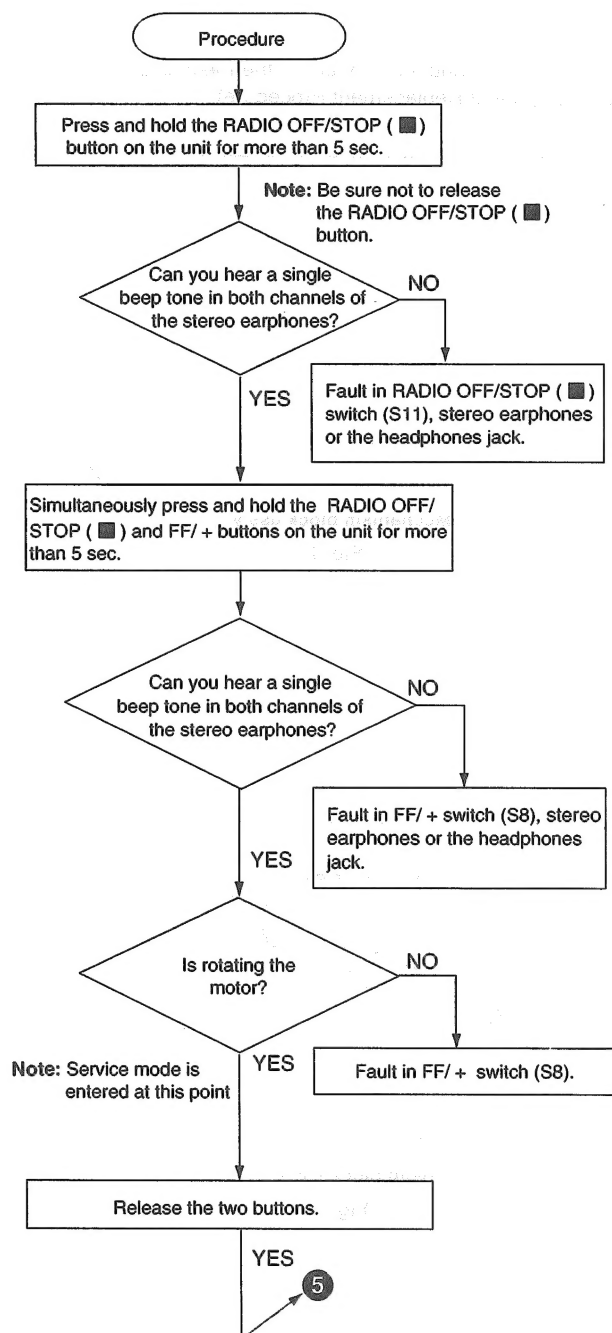 Procedure
Press and hold the RADIO OFF/STOP ( ■ )
button on the unit for more than 5 sec.
Note: Be sure not to release
the RADIO OFF/STOP ( ■ )
button.
Can you hear a single
beep tone in both channels of
the stereo earphones?
NO
Fault in RADIO OFF/STOP ( ■ )
switch (S11), stereo earphones
or the headphones jack.
YES
Simultaneously press and hold the RADIO OFF/
STOP ( ■ ) and FF/ + buttons on the unit for more
than 5 sec.
Can you hear a single
beep tone in both channels of
the stereo earphones?
NO
Fault in FF/ + switch (S8), stereo
earphones or the headphones
jack.
YES
Is rotating the
motor?
NO
Fault in FF/ + switch (S8).
Note: Service mode is
entered at this point
YES
Release the two buttons.
YES
5